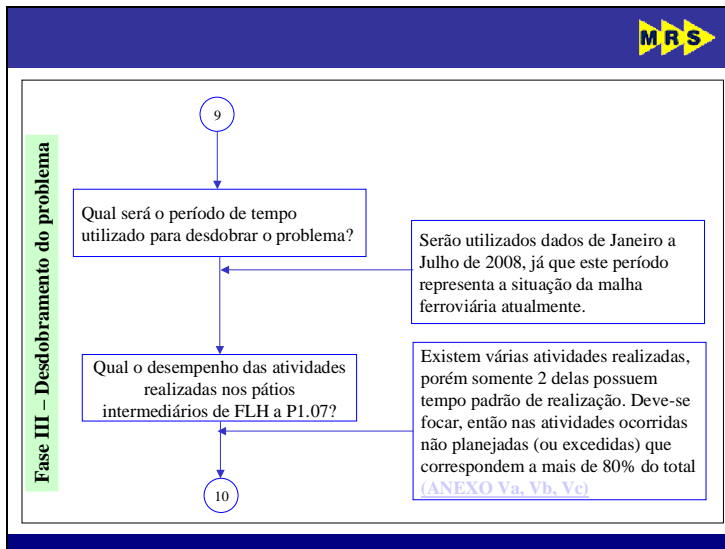 MRS
Fase III – Desdobramento do problema
9
Qual será o período de tempo
utilizado para desdobrar o problema?
Serão utilizados dados de Janeiro a
Julho de 2008, já que este período
representa a situação da malha
ferroviária atualmente.
Qual o desempenho das atividades
realizadas nos pátios
intermediários de FLH a P1.07?
Existem várias atividades realizadas,
porém somente 2 delas possuem
tempo padrão de realização. Deve-se
focar, então nas atividades ocorridas
não planejadas (ou excedidas) que
correspondem a mais de 80% do total
(ANEXO Va, Vb, Vc)
10